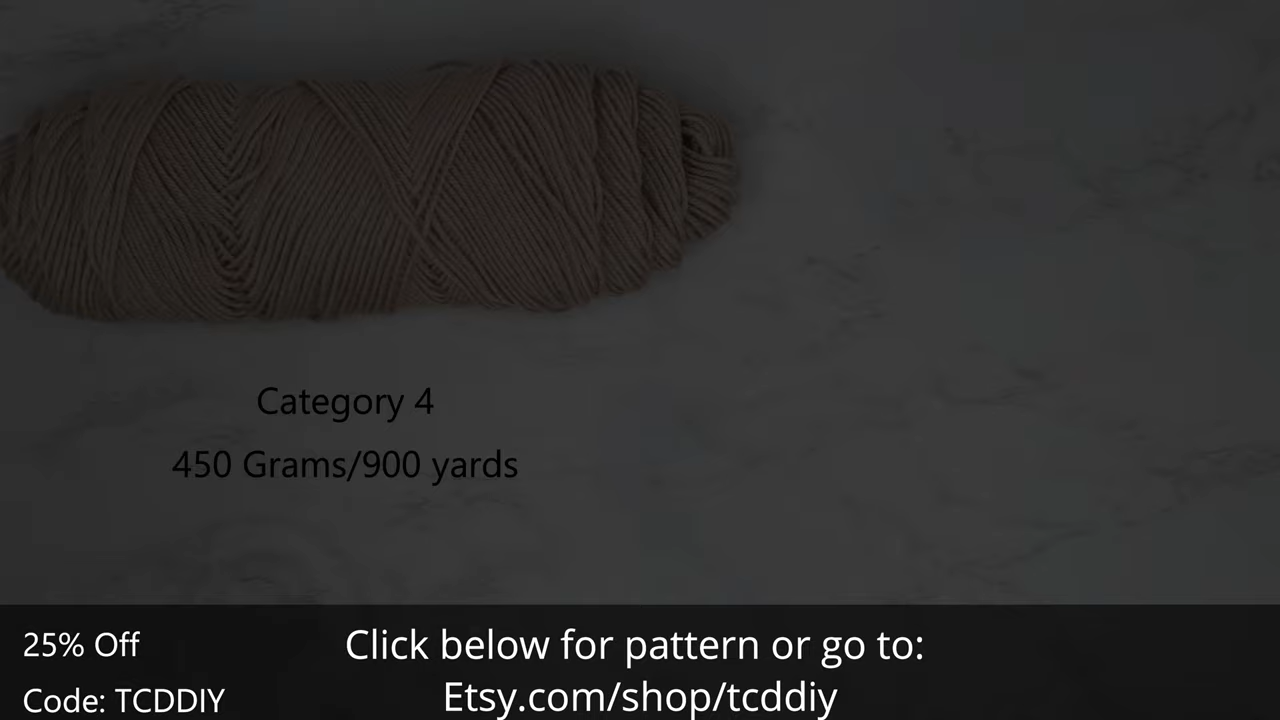 Category 4
450 Grams/900 yards
25% Off
Code: TCDDIY
Click below for pattern or go to:
Etsy.com/shop/tcddiy